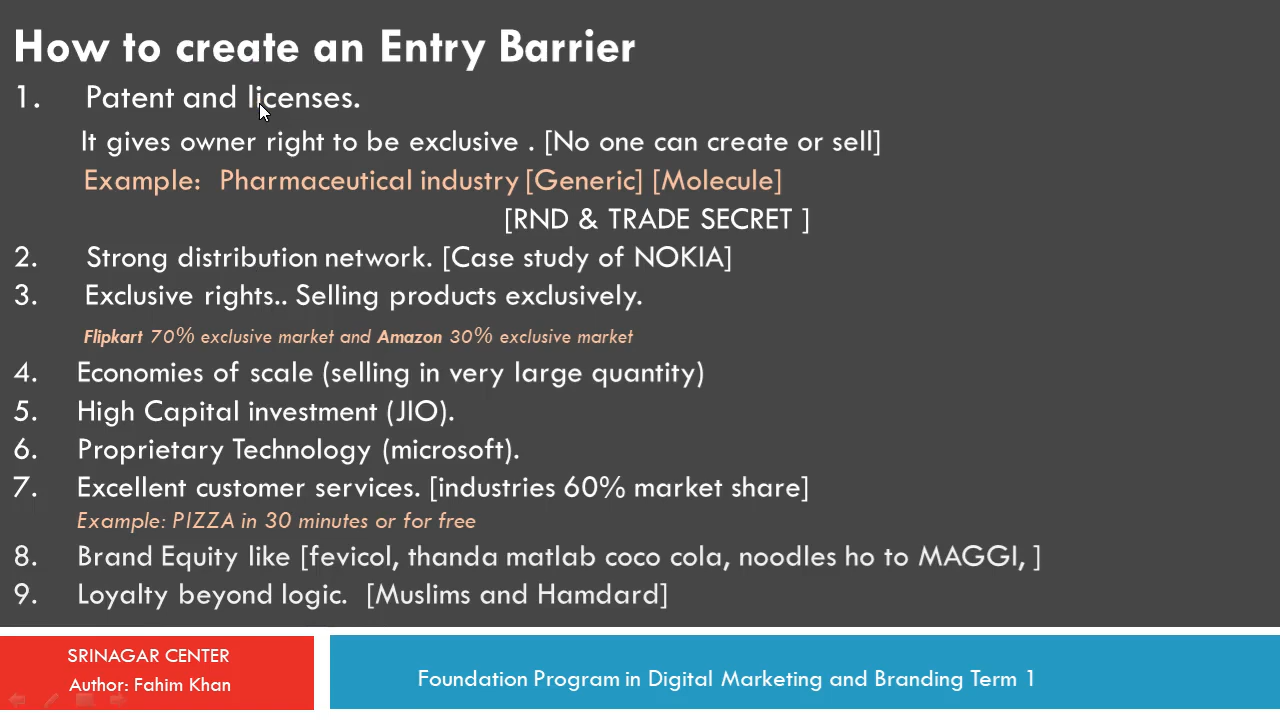 How to create an Entry Barrier
1. Patent and licenses.
It gives owner right to be exclusive . [No one can create or sell]
Example: Pharmaceutical industry [Generic] [Molecule]
[RND & TRADE SECRET ]
2. Strong distribution network. [Case study of NOKIA]
3. Exclusive rights.. Selling products exclusively.
Flipkart 70% exclusive market and Amazon 30% exclusive market
4. Economies of scale (selling in very large quantity)
5. High Capital investment (JIO).
6. Proprietary Technology (microsoft).
7. Excellent customer services. [industries 60% market share]
Example: PIZZA in 30 minutes or for free
8. Brand Equity like [fevicol, thanda matlab coco cola, noodles ho to MAGGI, ]
9. Loyalty beyond logic. [Muslims and Hamdard]
SRINAGAR CENTER
Author: Fahim Khan
Foundation Program in Digital Marketing and Branding Term 1